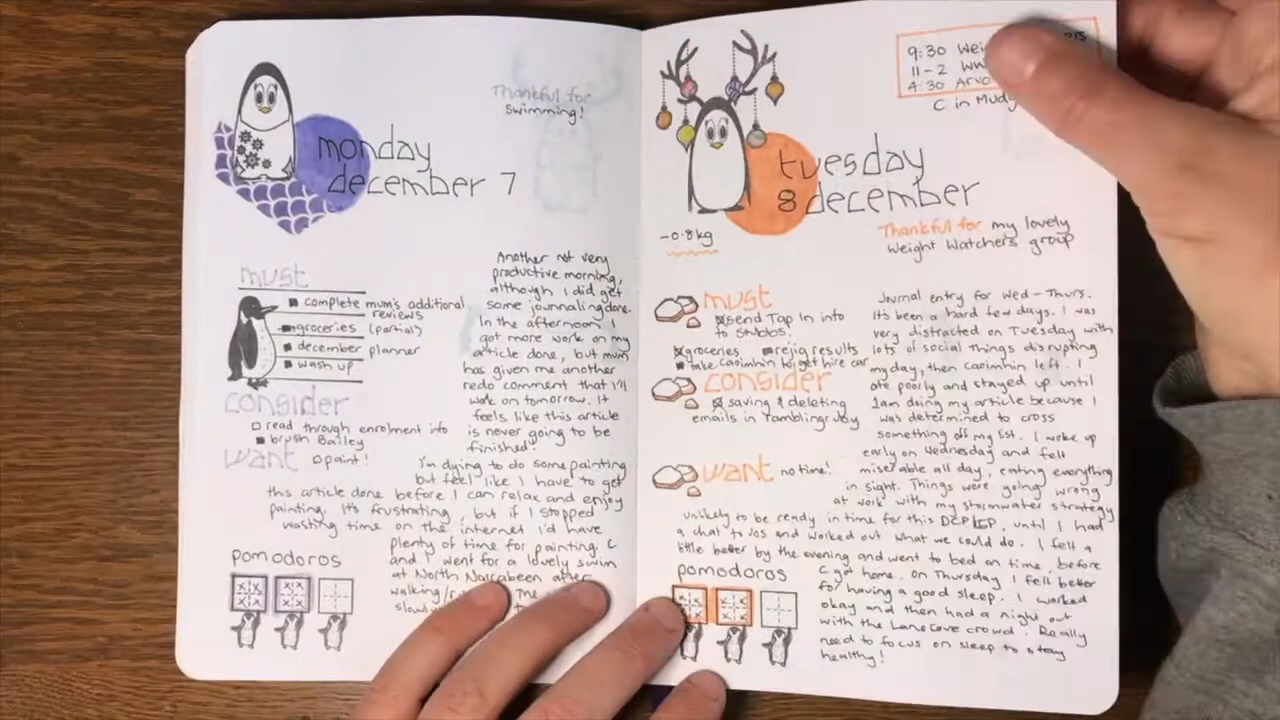 Thankful for
Swimming!
monday
december 7
must
complete mum's additional
reviews
groceries (partial)
december planner
wash up
consider
read through enrolment info
brush Bailey
want paint!
Another not very
productive morning,
although I did get
some journaling done.
In the afternoon
got more work on my
article done, but mum
has given me another
redo comment that I'll
work on tomorrow. It
feels like this article
is never going to be
finished!
I'm dying to do some painting
but feel like I have to get
this article done before I can relax and enjoy
painting. It's frustrating, but if I stopped
wasting time on the internet I'd have
plenty of time for painting. C
and I went for a lovely swim
at North Narrabeen after
walking
pomodoros
9:30
11-2
4:30 Arvo
C in Mudg
tuesday
8 december
-0.8kg
Thankful for my lovely
Weight Watchers group
must
send Tap In into
to Stubbs.
groceries rejig results
take Caoimhin to get hire car
consider
saving & deleting
emails in ramblingruby
want no time!
Journal entry for Wed-Thurs.
It's been a hard few days. I was
very distracted on Tuesday with
lots of social things disrupting
my day, then Caoimhin left. I
ate poorly and stayed up until
1am doing my article because I
was determined to cross
something off my list. I woke up
early on Wednesday and felt
miserable all day, eating everything
in sight. Things were going wrong
at work with my stormwater strategy
unlikely to be ready in time for this DCP LEP, until I had
a chat to Jos and worked out what we could do. I felt a
little better by the evening and went to bed on time, before
C got home. On Thursday I felt better
for having a good sleep. I worked
okay and then had a night out
with the Lane Cove crowd. Really
need to focus on sleep to stay
healthy!
pomodoros